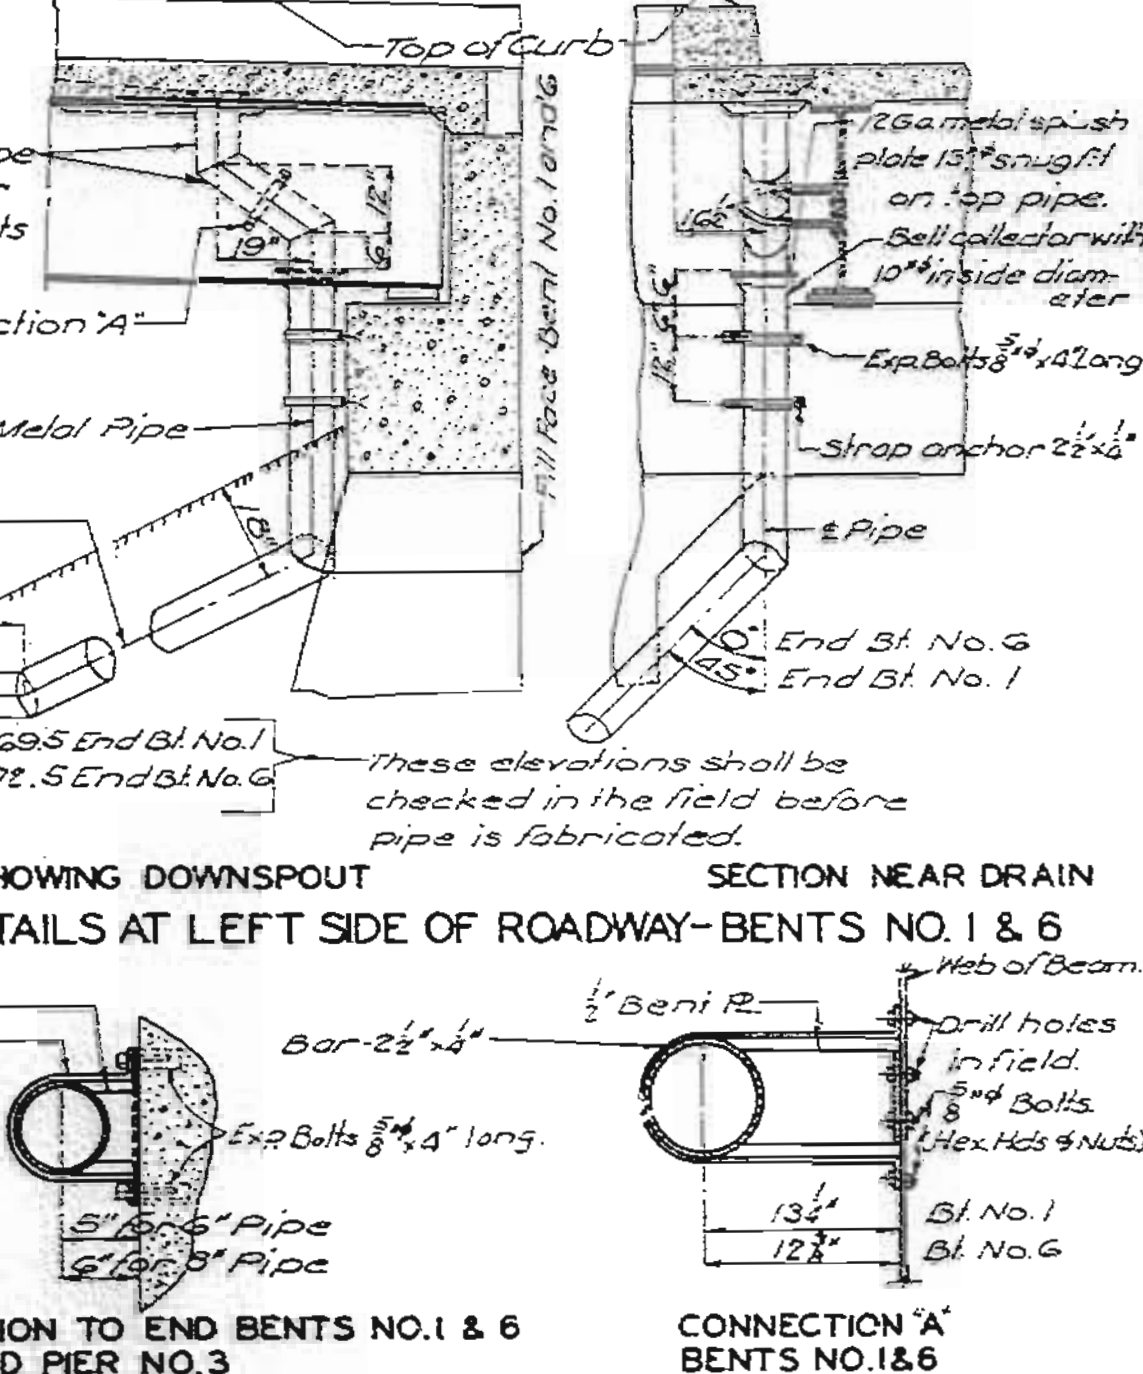 Top of Curb
12 Ga metal splash
plate 13"ø snug fit
on top pipe.
Bell collector with
10"ø inside diam-
eter
Exp. Bolts 5/8"ø x 4" Long
Strap anchor 2 1/2" x 1/4"
℄ Pipe
Fill Face Bent No. 1 and 6
12"
6"
19"
18"
16 1/2"
6"
6"
12"
ction "A"
Metal Pipe
0° End Bt. No. 6
45° End Bt. No. 1
69.5 End Bt. No. 1
72.5 End Bt. No. 6
These elevations shall be
checked in the field before
pipe is fabricated.
HOWING DOWNSPOUT
SECTION NEAR DRAIN
TAILS AT LEFT SIDE OF ROADWAY-BENTS NO. 1 & 6
Web of Beam.
1/2" Bent PL
Bar-2 1/2" x 1/4"
Drill holes
in field.
5/8"ø Bolts.
(Hex. Hds & Nuts)
Exp. Bolts 5/8"ø x 4" long.
5" for 6" Pipe
6" for 8" Pipe
13 1/4" Bt. No. 1
Bt. No. 6
ION TO END BENTS NO. 1 & 6
D PIER NO. 3
CONNECTION "A"
BENTS NO. 1 & 6